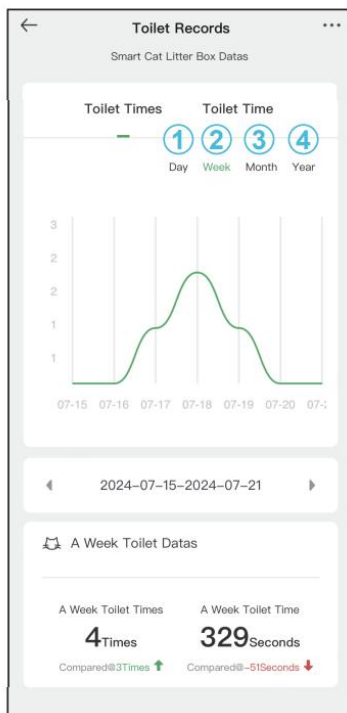 Toilet Records
Smart Cat Litter Box Datas
Toilet Times Toilet Time
1 2 3 4
Day Week Month Year
3
2
2
1
1
07-15 07-16 07-17 07-18 07-19 07-20 07-2
2024-07-15-2024-07-21
A Week Toilet Datas
A Week Toilet Times A Week Toilet Time
4Times 329Seconds
Compared@3Times Compared@-51Seconds